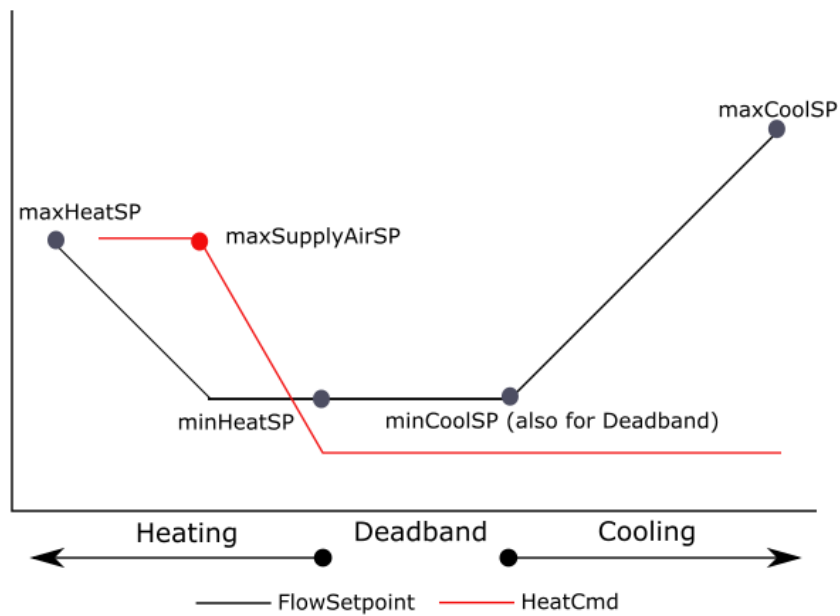 maxCoolSP
maxHeatSP
maxSupplyAirSP
minHeatSP
minCoolSP (also for Deadband)
Heating
Deadband
Cooling
FlowSetpoint
HeatCmd